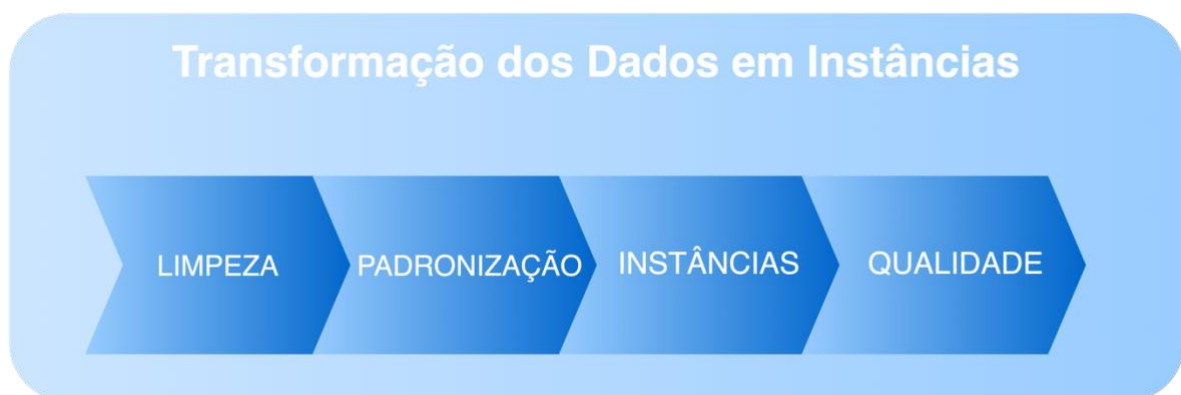 Transformação dos Dados em Instâncias
LIMPEZA
PADRONIZAÇÃO
INSTÂNCIAS
QUALIDADE